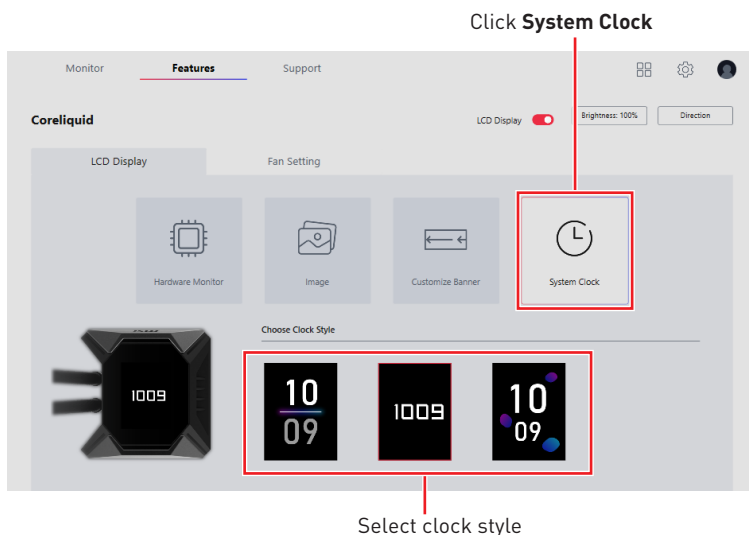 Click System Clock
Monitor Features Support
Coreliquid
LCD Display Brightness: 100% Direction
LCD Display Fan Setting
Hardware Monitor Image Customize Banner System Clock
Choose Clock Style
1009
10
09
1009
10
09
Select clock style